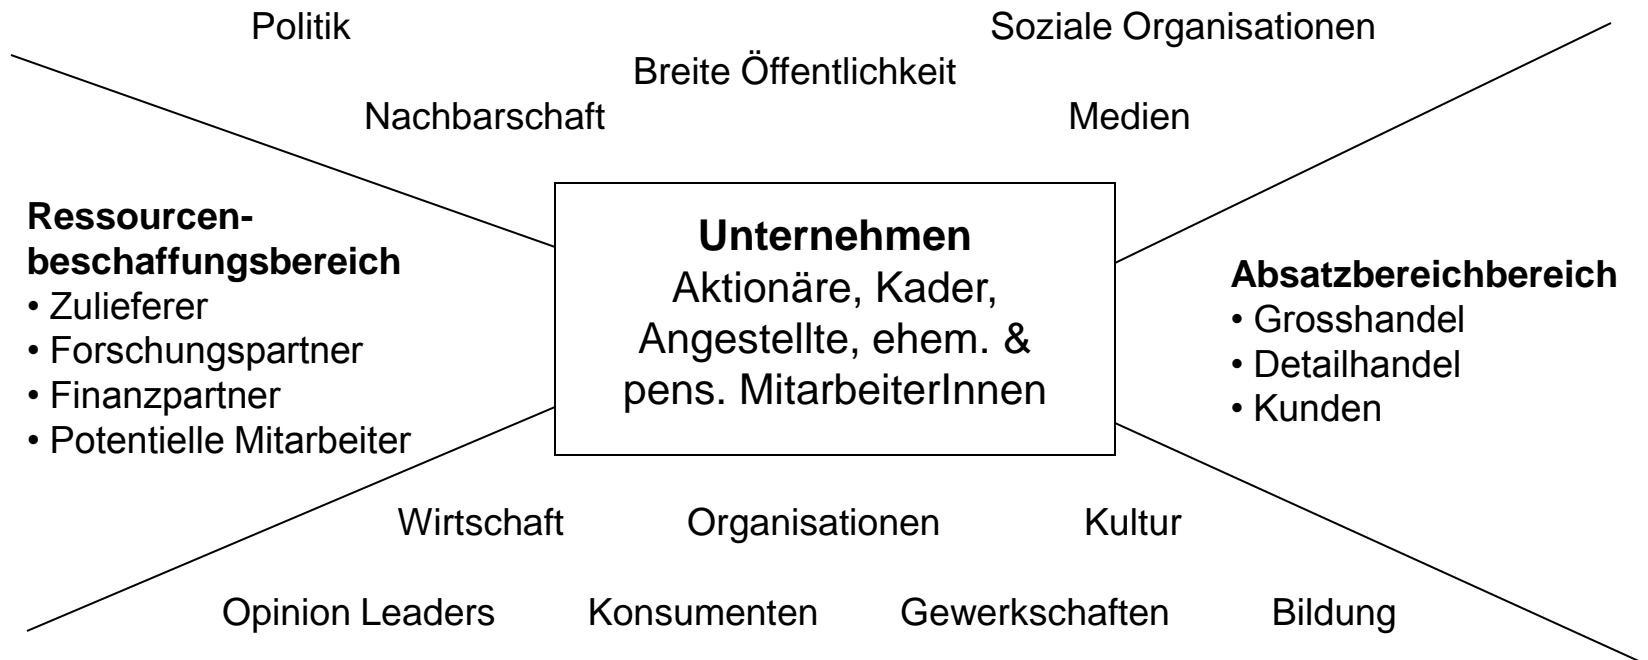 Politik
Soziale Organisationen
Breite Öffentlichkeit
Nachbarschaft
Medien
Ressourcen-
beschaffungsbereich
• Zulieferer
• Forschungspartner
• Finanzpartner
• Potentielle Mitarbeiter
Unternehmen
Aktionäre, Kader,
Angestellte, ehem. &
pens. MitarbeiterInnen
Absatzbereichbereich
• Grosshandel
• Detailhandel
• Kunden
Wirtschaft
Organisationen
Kultur
Opinion Leaders
Konsumenten
Gewerkschaften
Bildung